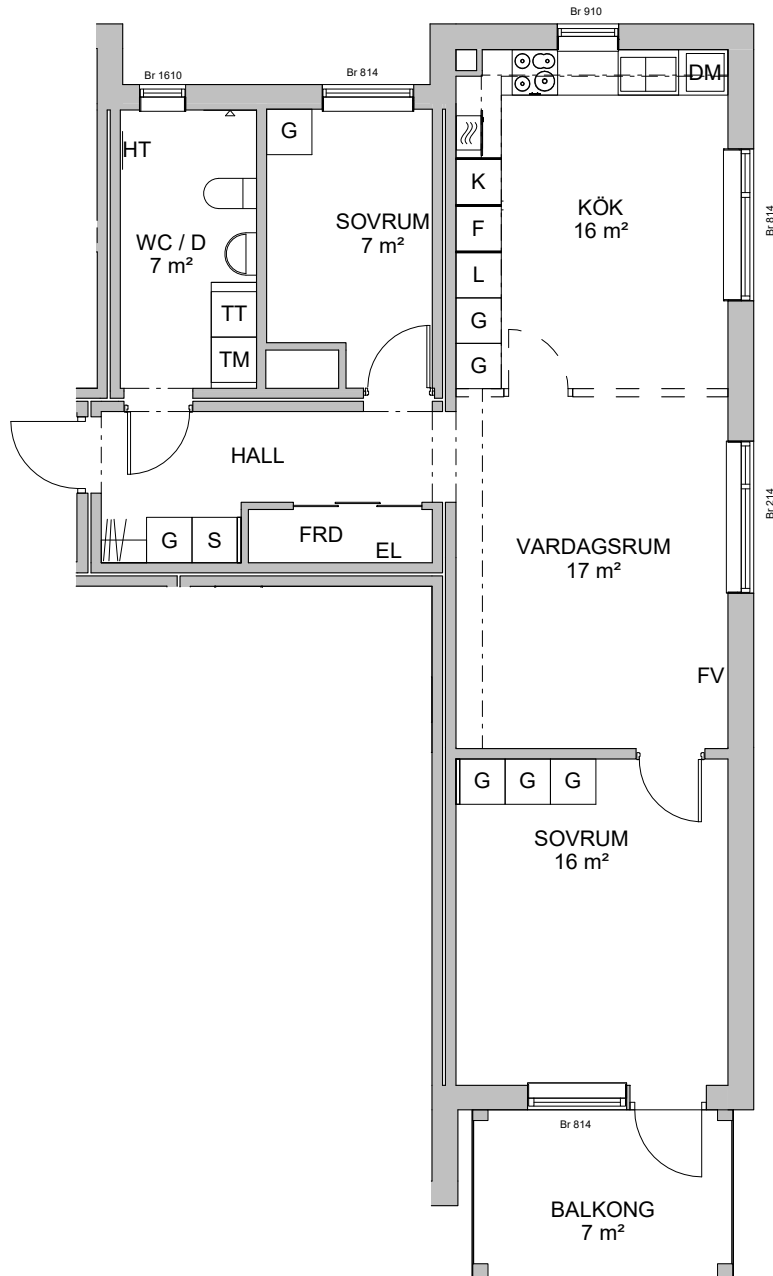 Br 910
Br 1610
Br 814
DM
G
HT
K
SOVRUM
7 m²
KÖK
16 m²
Br 814
F
WC / D
7 m²
L
TT
G
TM
G
HALL
Br 214
G
S
FRD
EL
VARDAGSRUM
17 m²
FV
G
G
G
SOVRUM
16 m²
Br 814
BALKONG
7 m²